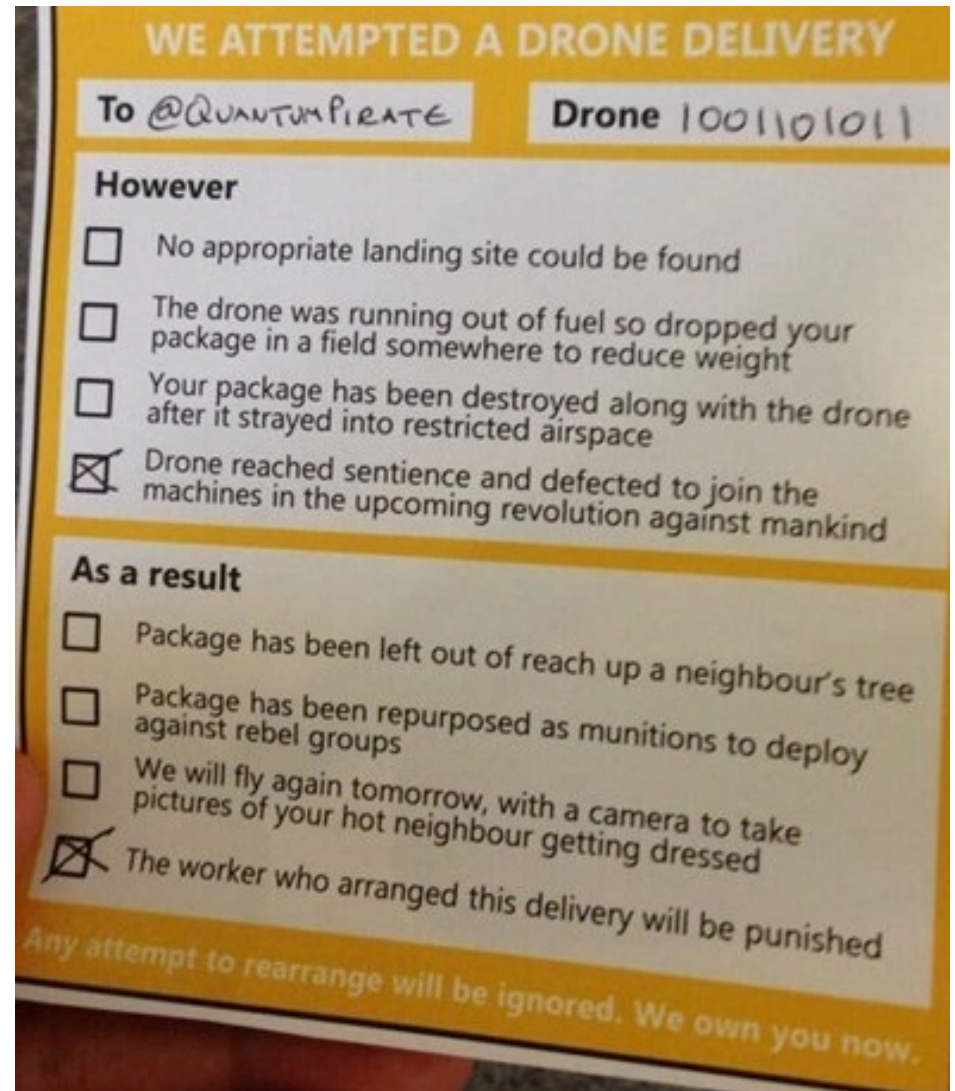 WE ATTEMPTED A DRONE DELIVERY
To @QUANTUMPIRATE Drone 1001101011
However
No appropriate landing site could be found
The drone was running out of fuel so dropped your
package in a field somewhere to reduce weight
Your package has been destroyed along with the drone
after it strayed into restricted airspace
Drone reached sentience and defected to join the
machines in the upcoming revolution against mankind
As a result
Package has been left out of reach up a neighbour's tree
Package has been repurposed as munitions to deploy
against rebel groups
We will fly again tomorrow, with a camera to take
pictures of your hot neighbour getting dressed
The worker who arranged this delivery will be punished
Any attempt to rearrange will be ignored. We own you now.